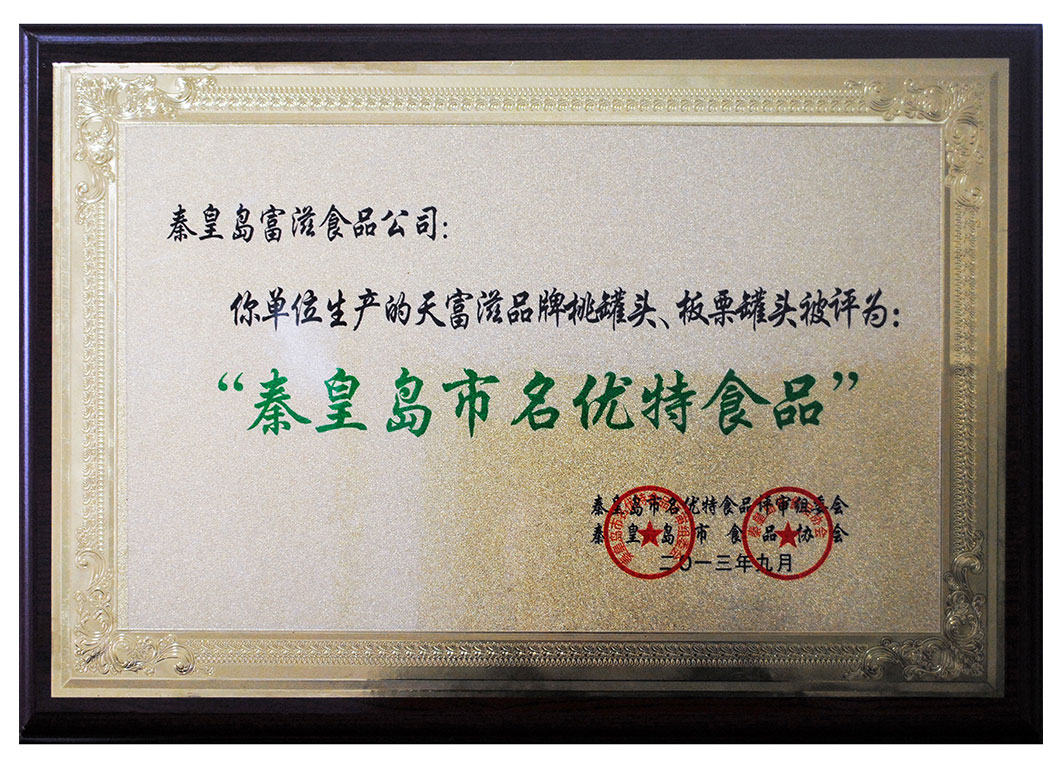 秦皇岛富滋食品公司：
你单位生产的天富滋品牌桃罐头、板栗罐头被评为：
“秦皇岛市名优特食品”
秦皇岛市名优特食品评审组委会
秦皇岛市食品协会
二〇一三年九月